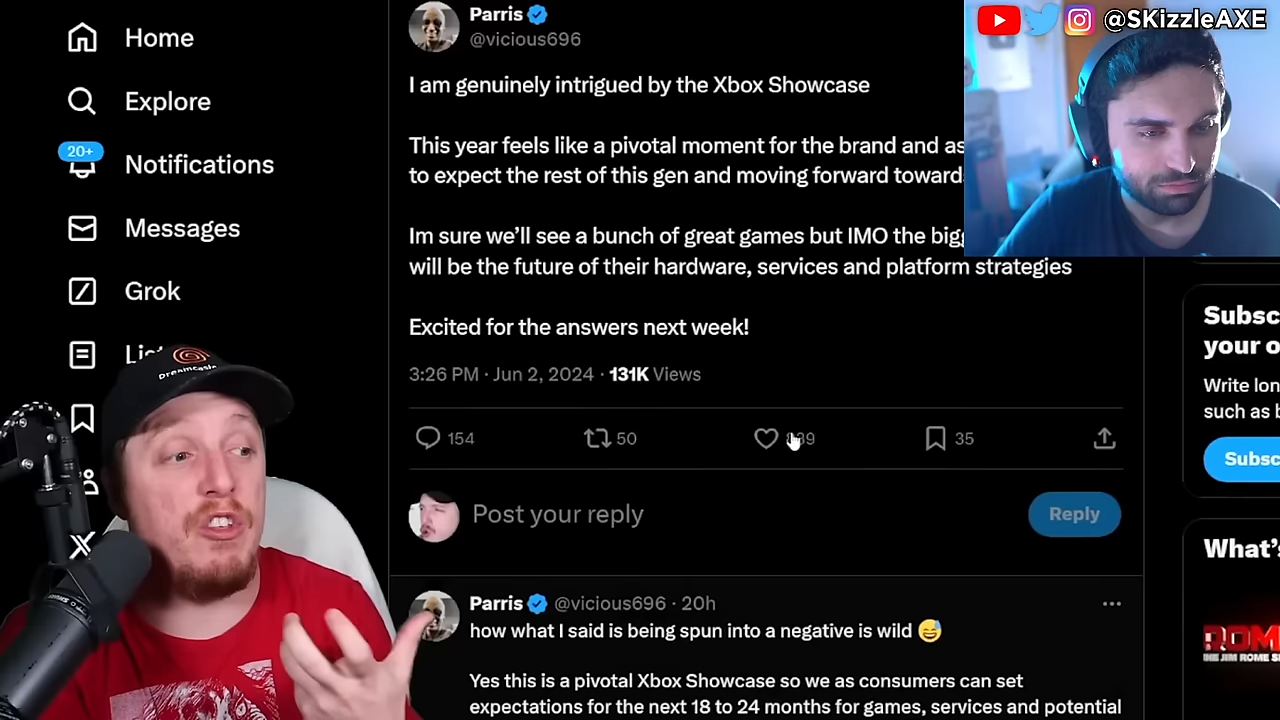 Home
Explore
20+
Notifications
Messages
Grok
Parris
@vicious696
I am genuinely intrigued by the Xbox Showcase
This year feels like a pivotal moment for the brand and as
to expect the rest of this gen and moving forward
Im sure we'll see a bunch of great games but IMO the
will be the future of their hardware, services and platform strategies
Excited for the answers next week!
3:26 PM · Jun 2, 2024 · 131K Views
154
50
35
Post your reply
Reply
Parris @vicious696 · 20h
how what I said is being spun into a negative is wild 😅
Yes this is a pivotal Xbox Showcase so we as consumers can set
expectations for the next 18 to 24 months for games, services and potential
@SKizzleAXE
your
Write
such as
What's
THE JIM ROME
Dreamcast